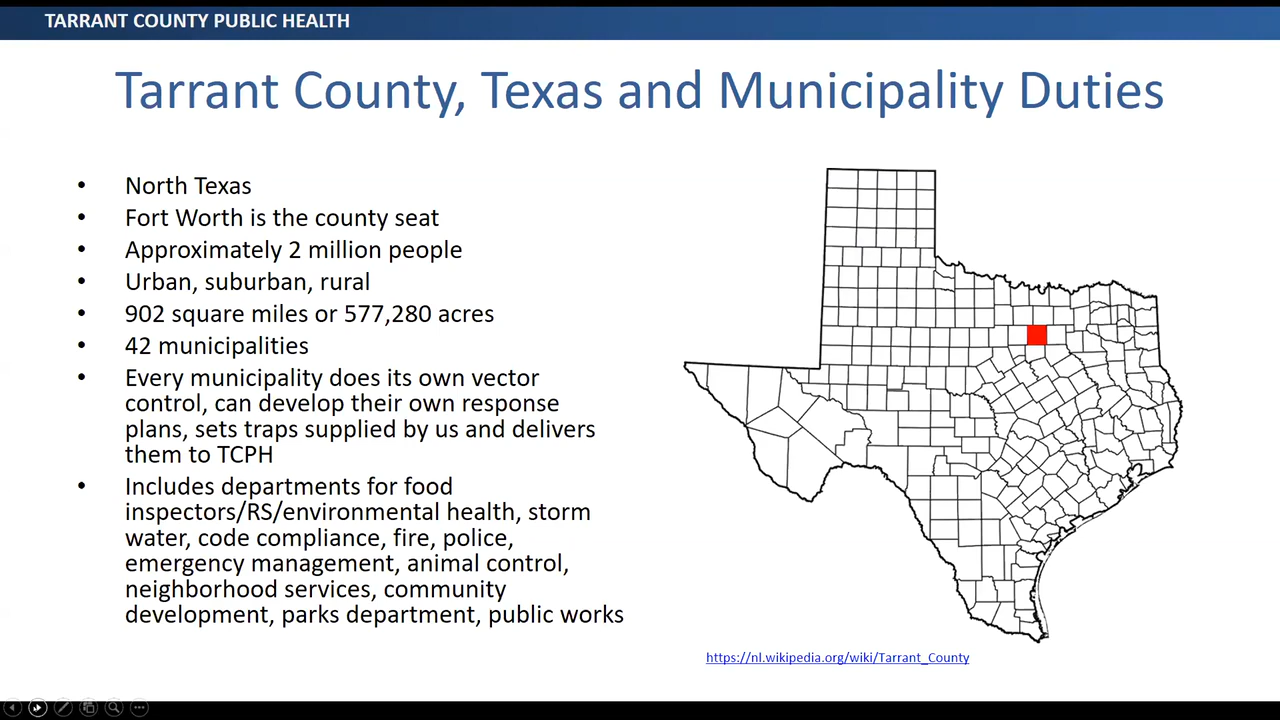 TARRANT COUNTY PUBLIC HEALTH
Tarrant County, Texas and Municipality Duties
• North Texas
• Fort Worth is the county seat
• Approximately 2 million people
• Urban, suburban, rural
• 902 square miles or 577,280 acres
• 42 municipalities
• Every municipality does its own vector
control, can develop their own response
plans, sets traps supplied by us and delivers
them to TCPH
• Includes departments for food
inspectors/RS/environmental health, storm
water, code compliance, fire, police,
emergency management, animal control,
neighborhood services, community
development, parks department, public works
https://nl.wikipedia.org/wiki/Tarrant_County